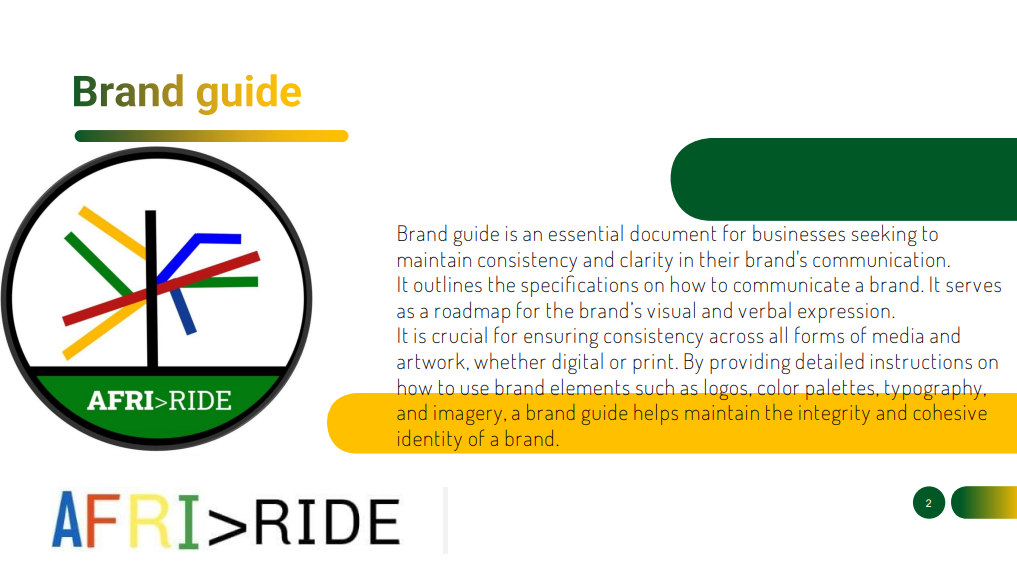 Brand guide
Brand guide is an essential document for businesses seeking to
maintain consistency and clarity in their brand's communication.
It outlines the specifications on how to communicate a brand. It serves
as a roadmap for the brand’s visual and verbal expression.
It is crucial for ensuring consistency across all forms of media and
artwork, whether digital or print. By providing detailed instructions on
how to use brand elements such as logos, color palettes, typography,
and imagery, a brand guide helps maintain the integrity and cohesive
identity of a brand.
AFRI>RIDE
AFRI>RIDE
2